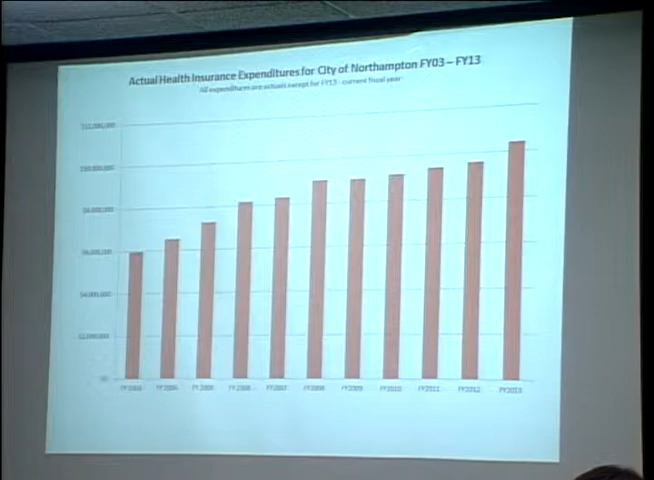 Actual Health Insurance Expenditures for City of Northampton FY03 – FY13
All expenditures are actuals except for FY13 - current fiscal year
$12,000,000
$10,000,000
$8,000,000
$6,000,000
$4,000,000
$2,000,000
FY2003 FY2004 FY2005 FY2006 FY2007 FY2008 FY2009 FY2010 FY2011 FY2012 FY2013